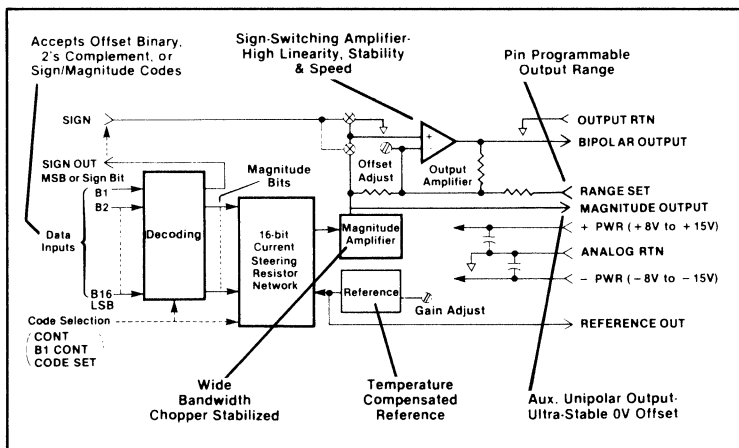 Accepts Offset Binary,
2's Complement, or
Sign/Magnitude Codes
Sign-Switching Amplifier-
High Linearity, Stability
& Speed
Pin Programmable
Output Range
SIGN
OUTPUT RTN
BIPOLAR OUTPUT
SIGN OUT
MSB or Sign Bit
B1
B2
Data
Inputs
B16
LSB
Decoding
Magnitude
Bits
16-bit
Current
Steering
Resistor
Network
Offset
Adjust
+
-
Output
Amplifier
Magnitude
Amplifier
RANGE SET
MAGNITUDE OUTPUT
+ PWR (+8V to +15V)
ANALOG RTN
− PWR (−8V to −15V)
Reference
Gain Adjust
REFERENCE OUT
Code Selection
CONT
B1 CONT
CODE SET
Wide
Bandwidth
Chopper Stabilized
Temperature
Compensated
Reference
Aux. Unipolar Output-
Ultra-Stable 0V Offset